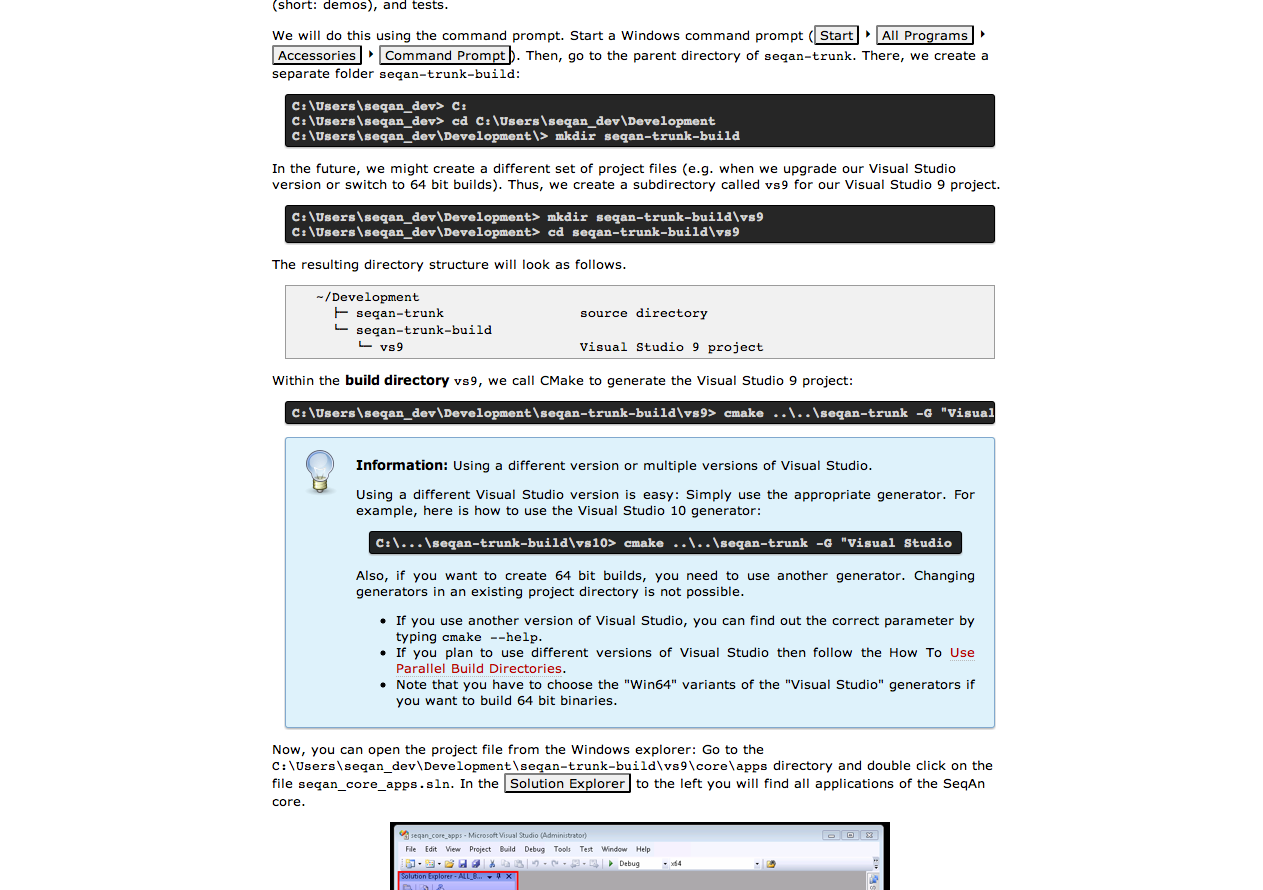 (short: demos), and tests.
We will do this using the command prompt. Start a Windows command prompt (Start ‣ All Programs ‣
Accessories ‣ Command Prompt). Then, go to the parent directory of seqan-trunk. There, we create a
separate folder seqan-trunk-build:
C:\Users\seqan_dev> C:
C:\Users\seqan_dev> cd C:\Users\seqan_dev\Development
C:\Users\seqan_dev\Development\> mkdir seqan-trunk-build
In the future, we might create a different set of project files (e.g. when we upgrade our Visual Studio
version or switch to 64 bit builds). Thus, we create a subdirectory called vs9 for our Visual Studio 9 project.
C:\Users\seqan_dev\Development> mkdir seqan-trunk-build\vs9
C:\Users\seqan_dev\Development> cd seqan-trunk-build\vs9
The resulting directory structure will look as follows.
~/Development
├─ seqan-trunk source directory
└─ seqan-trunk-build
└─ vs9 Visual Studio 9 project
Within the build directory vs9, we call CMake to generate the Visual Studio 9 project:
C:\Users\seqan_dev\Development\seqan-trunk-build\vs9> cmake ..\..\seqan-trunk -G "Visual
Information: Using a different version or multiple versions of Visual Studio.
Using a different Visual Studio version is easy: Simply use the appropriate generator. For
example, here is how to use the Visual Studio 10 generator:
C:\...\seqan-trunk-build\vs10> cmake ..\..\seqan-trunk -G "Visual Studio
Also, if you want to create 64 bit builds, you need to use another generator. Changing
generators in an existing project directory is not possible.
• If you use another version of Visual Studio, you can find out the correct parameter by
typing cmake --help.
• If you plan to use different versions of Visual Studio then follow the How To Use
Parallel Build Directories.
• Note that you have to choose the "Win64" variants of the "Visual Studio" generators if
you want to build 64 bit binaries.
Now, you can open the project file from the Windows explorer: Go to the
C:\Users\seqan_dev\Development\seqan-trunk-build\vs9\core\apps directory and double click on the
file seqan_core_apps.sln. In the Solution Explorer to the left you will find all applications of the SeqAn
core.
seqan_core_apps - Microsoft Visual Studio (Administrator)
File Edit View Project Build Debug Tools Test Window Help
Debug x64
Solution Explorer - ALL_B...